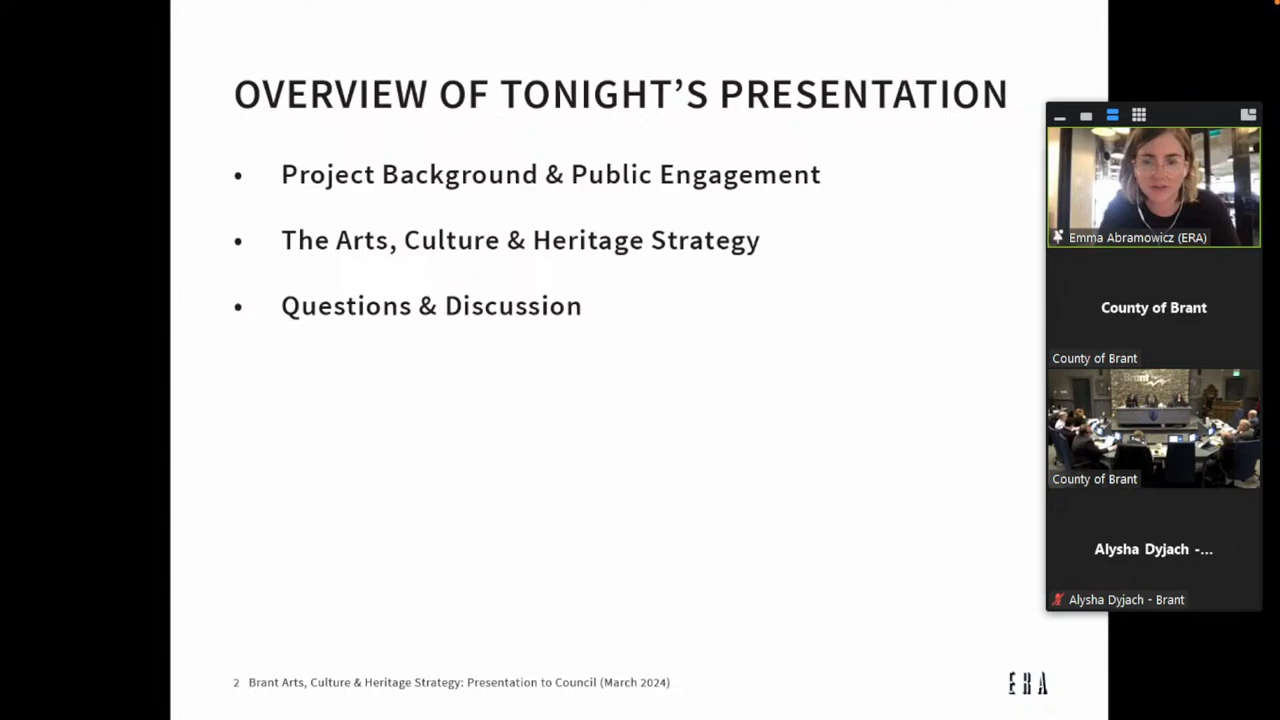 OVERVIEW OF TONIGHT’S PRESENTATION
• Project Background & Public Engagement
• The Arts, Culture & Heritage Strategy
• Questions & Discussion
2 Brant Arts, Culture & Heritage Strategy: Presentation to Council (March 2024)
ERA
Emma Abramowicz (ERA)
County of Brant
County of Brant
Brant
County of Brant
Alysha Dyjach -...
Alysha Dyjach - Brant